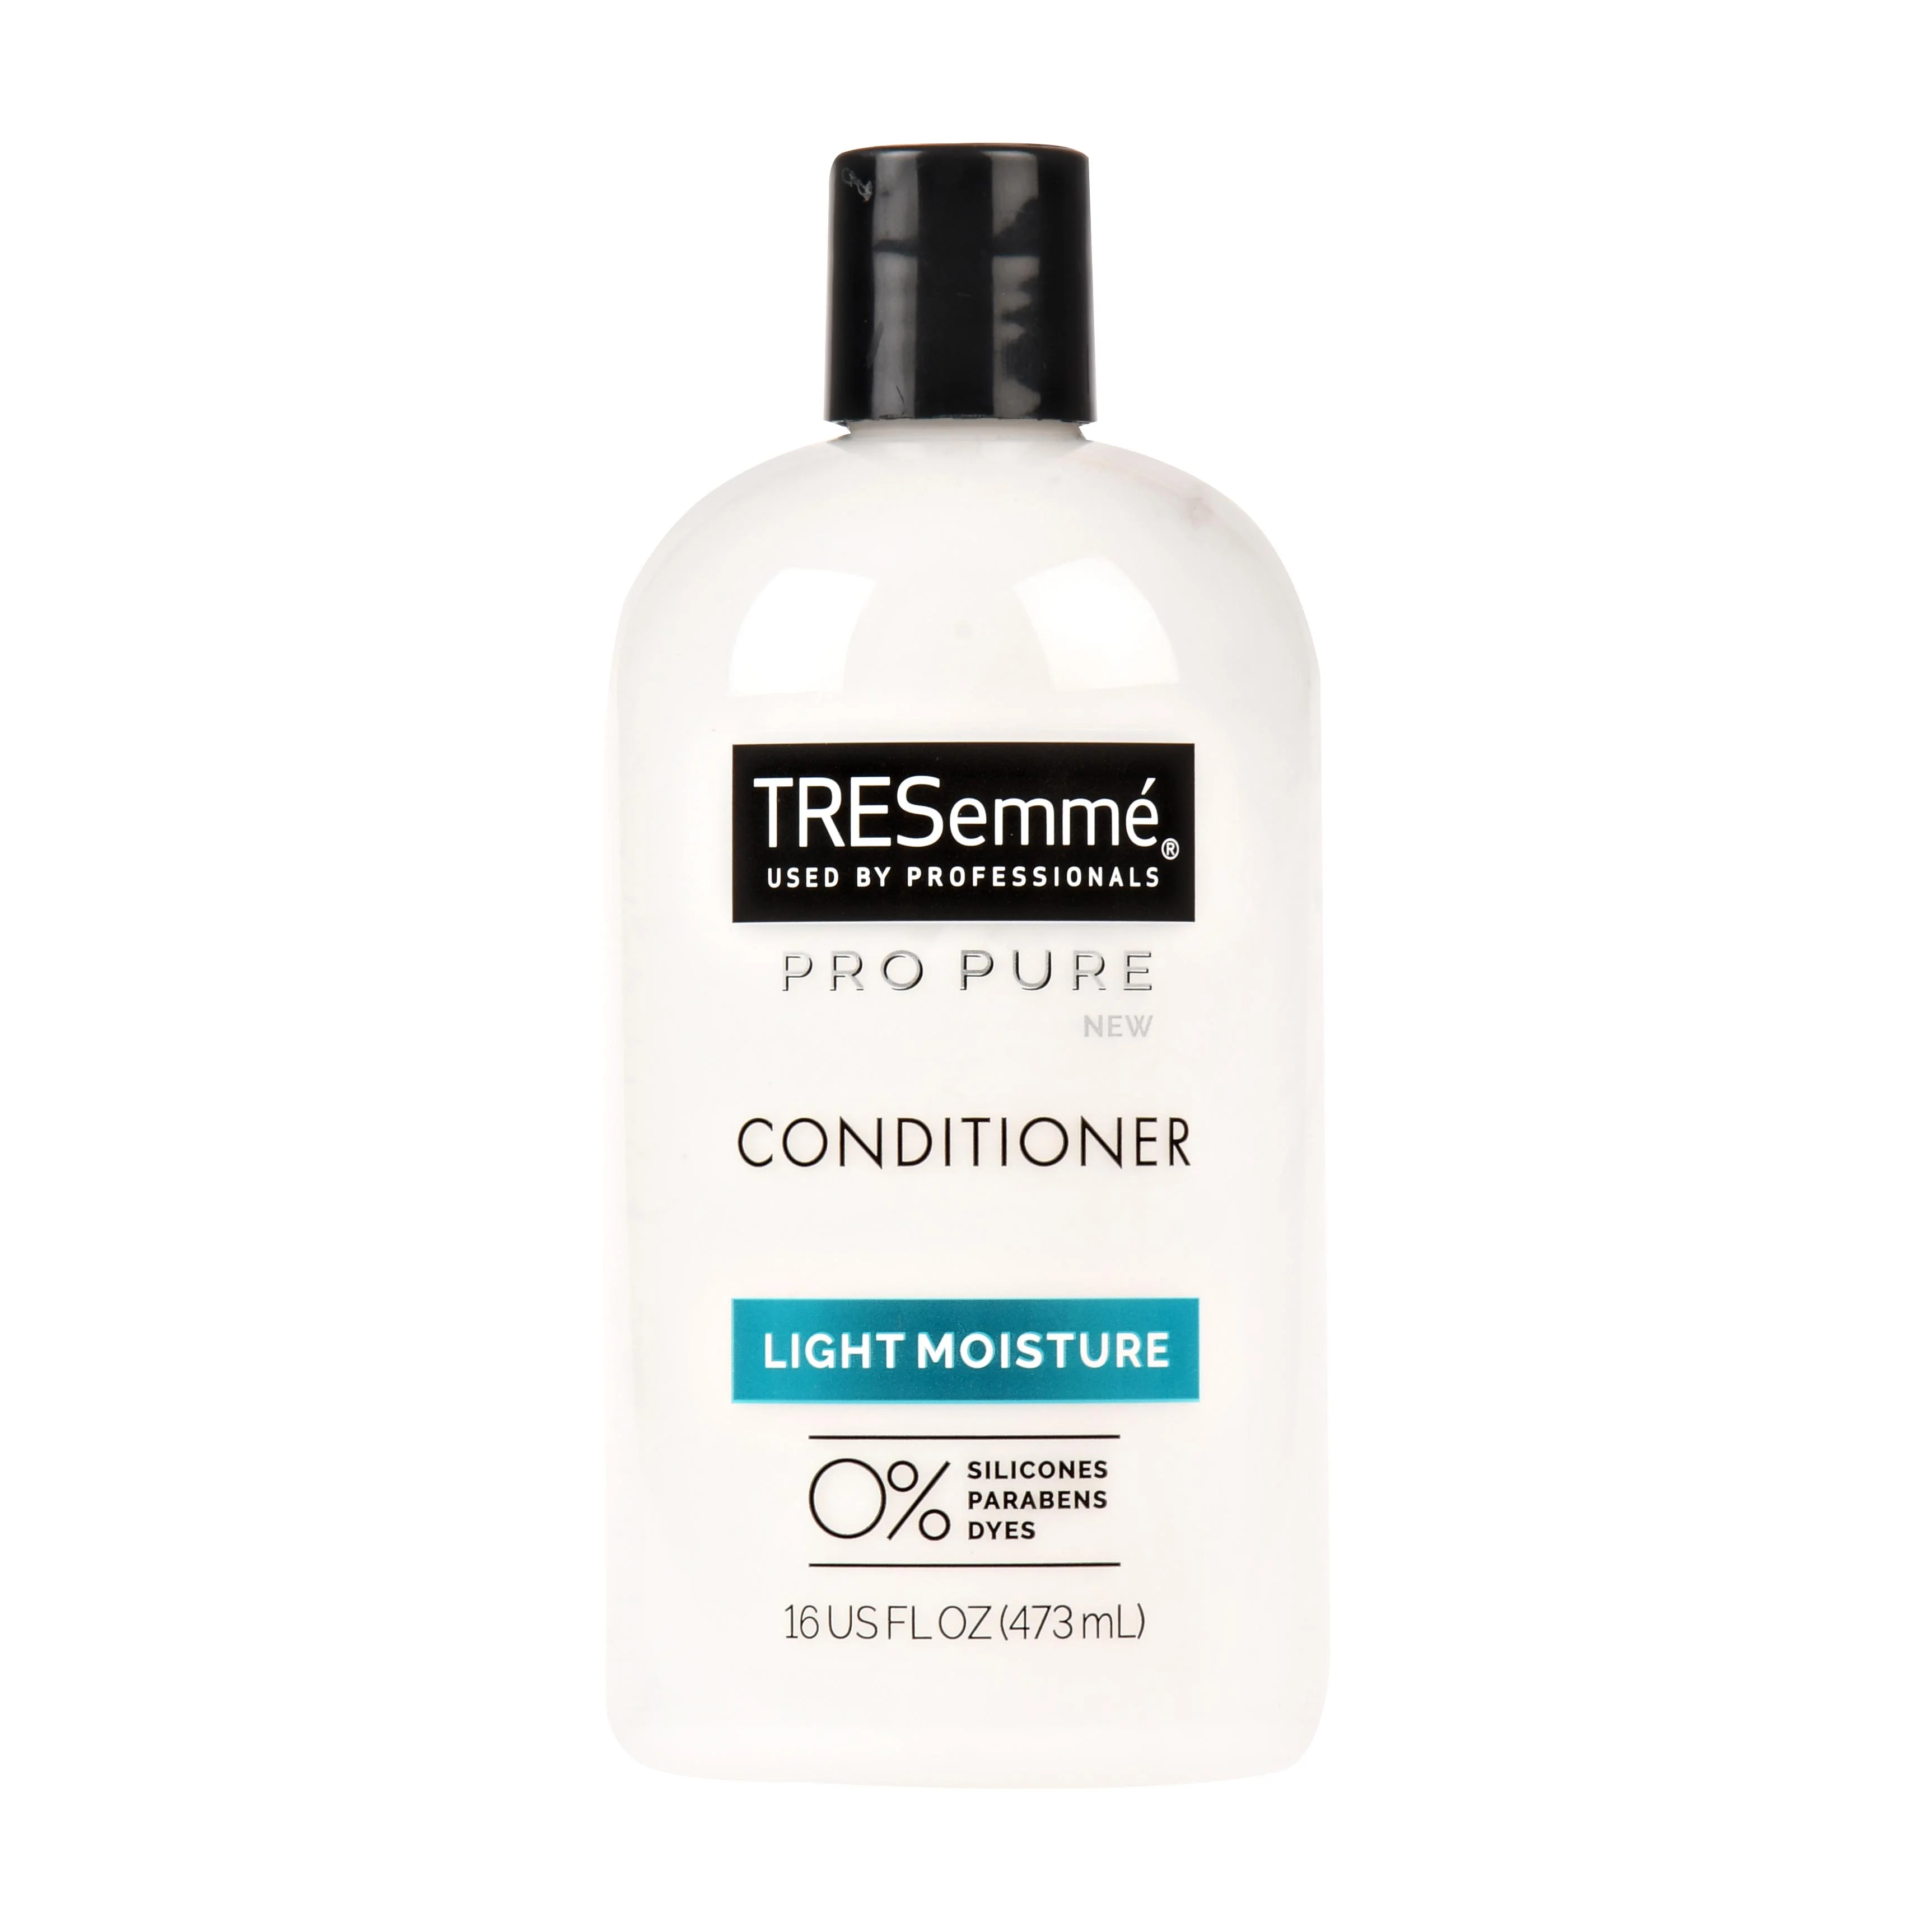 TRESemmé®
USED BY PROFESSIONALS
PRO PURE
NEW
CONDITIONER
LIGHT MOISTURE
0% SILICONES
PARABENS
DYES
16 US FL OZ (473 mL)